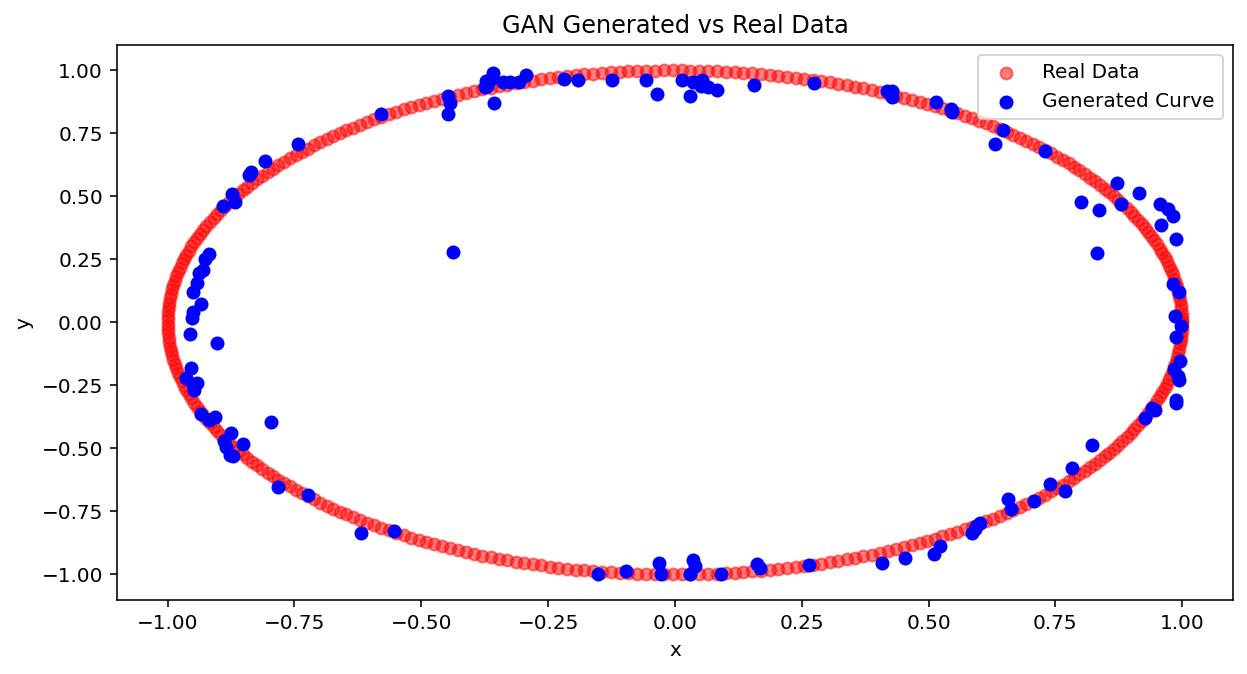 GAN Generated vs Real Data
Real Data
Generated Curve
1.00
0.75
0.50
0.25
0.00
−0.25
−0.50
−0.75
−1.00
y
−1.00 −0.75 −0.50 −0.25 0.00 0.25 0.50 0.75 1.00
x